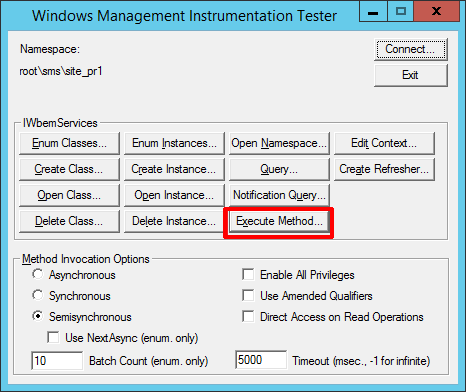 Windows Management Instrumentation Tester
Namespace:
Connect...
root\sms\site_pr1
Exit
IWbemServices
Enum Classes... Enum Instances... Open Namespace... Edit Context...
Create Class... Create Instance... Query... Create Refresher...
Open Class... Open Instance... Notification Query...
Delete Class... Delete Instance... Execute Method...
Method Invocation Options
Asynchronous Enable All Privileges
Synchronous Use Amended Qualifiers
Semisynchronous Direct Access on Read Operations
Use NextAsync (enum. only)
10 Batch Count (enum. only) 5000 Timeout (msec., -1 for infinite)